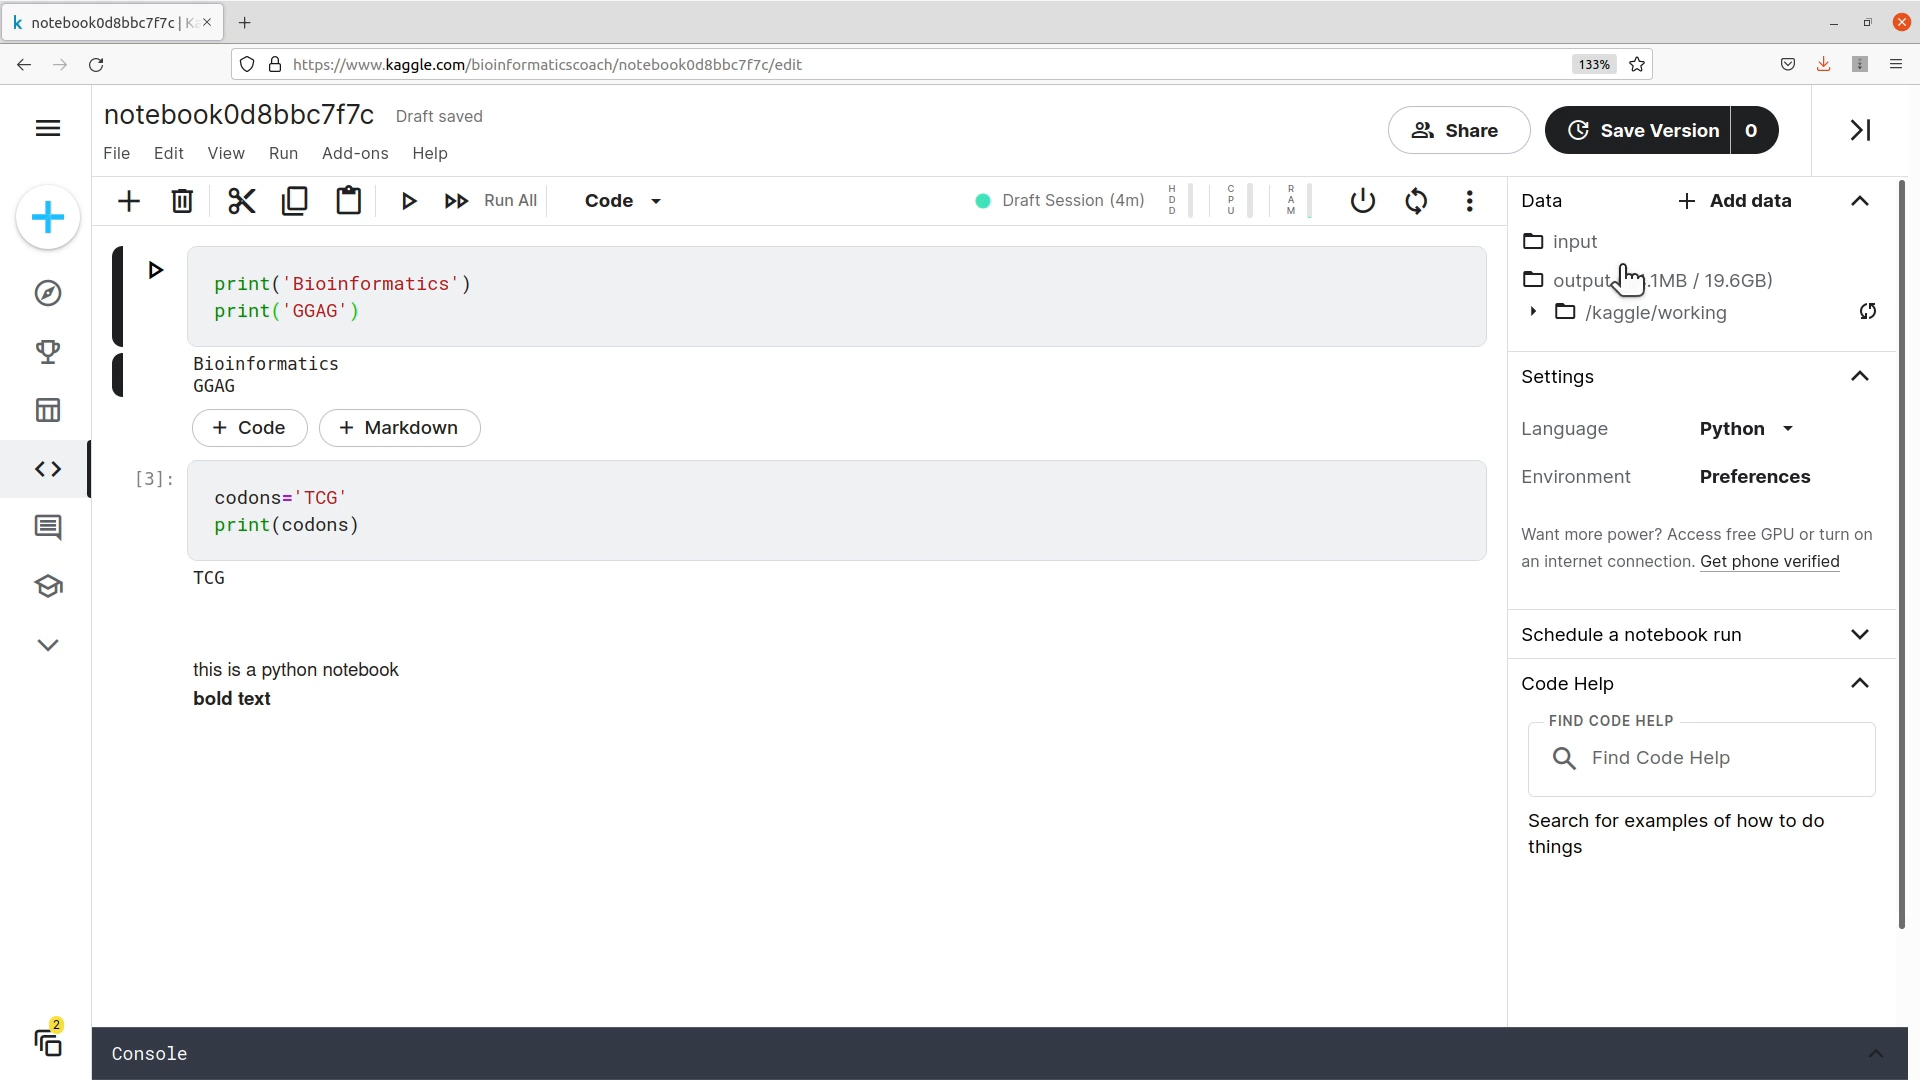 notebook0d8bbc7f7c | Ka
https://www.kaggle.com/bioinformaticscoach/notebook0d8bbc7f7c/edit
133%
notebook0d8bbc7f7c Draft saved
File Edit View Run Add-ons Help
Share
Save Version 0
Run All
Code
Draft Session (4m)
HDD
CPU
RAM
print('Bioinformatics')
print('GGAG')
Bioinformatics
GGAG
+ Code + Markdown
[3]:
codons='TCG'
print(codons)
TCG
this is a python notebook
bold text
Data + Add data
input
output .1MB / 19.6GB)
/kaggle/working
Settings
Language Python
Environment Preferences
Want more power? Access free GPU or turn on
an internet connection. Get phone verified
Schedule a notebook run
Code Help
FIND CODE HELP
Find Code Help
Search for examples of how to do
things
2
Console